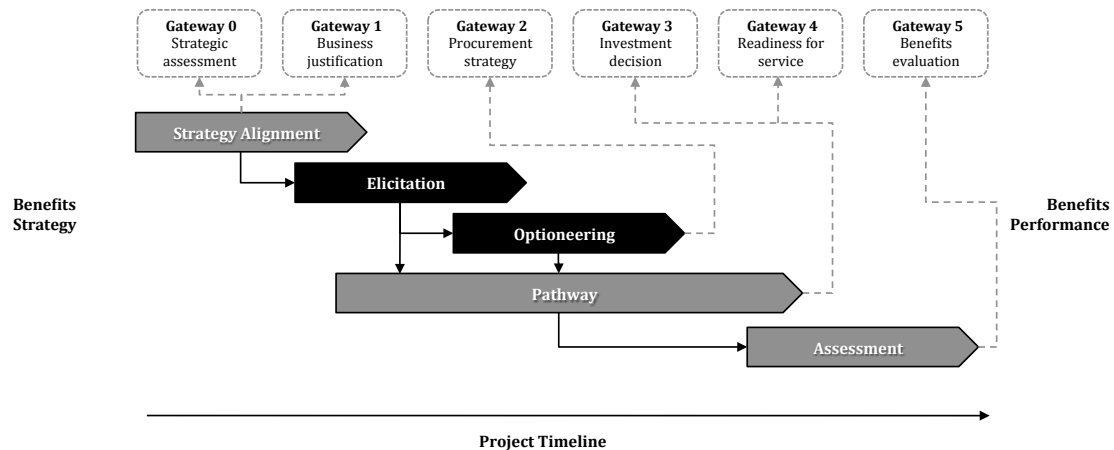 Gateway 0
Strategic
assessment
Gateway 1
Business
justification
Gateway 2
Procurement
strategy
Gateway 3
Investment
decision
Gateway 4
Readiness for
service
Gateway 5
Benefits
evaluation
Strategy Alignment
Elicitation
Benefits
Strategy
Benefits
Performance
Optioneering
Pathway
Assessment
Project Timeline